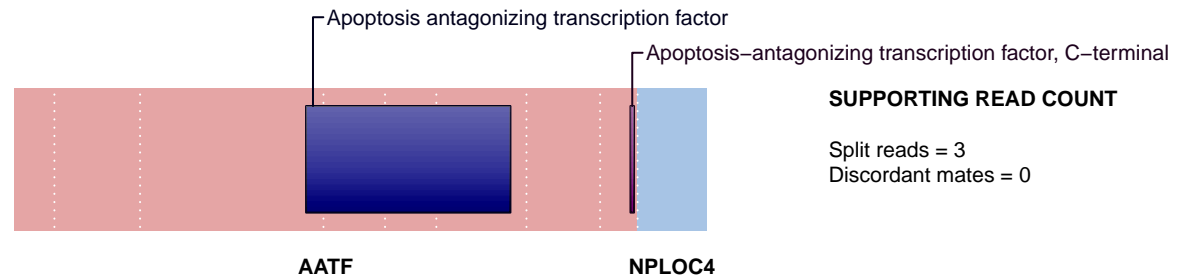 Apoptosis antagonizing transcription factor
Apoptosis−antagonizing transcription factor, C−terminal
SUPPORTING READ COUNT
Split reads = 3
Discordant mates = 0
AATF
NPLOC4